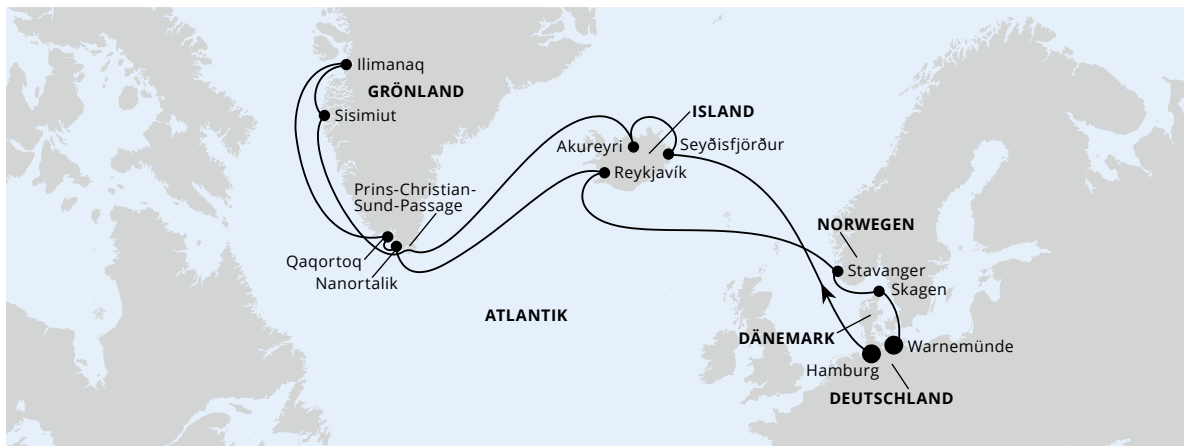 Ilimanaq
GRÖNLAND
Sisimiut
ISLAND
Akureyri
Seyðisfjörður
Reykjavík
Prins-Christian-
Sund-Passage
NORWEGEN
Qaqortoq
Nanortalik
Stavanger
Skagen
ATLANTIK
DÄNEMARK
Warnemünde
Hamburg
DEUTSCHLAND